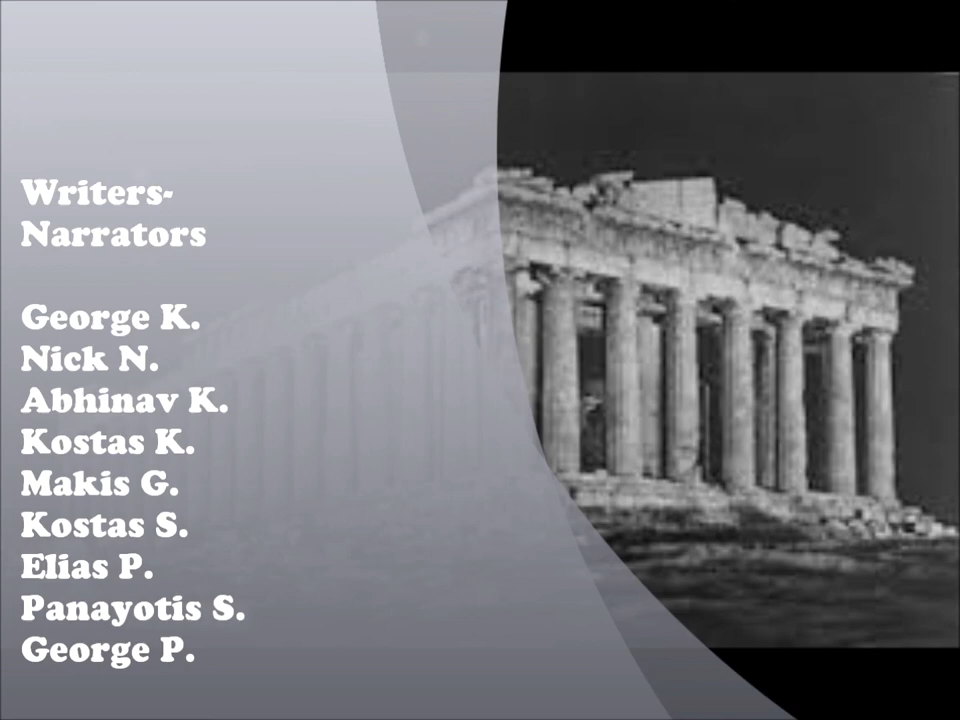 Writers-
Narrators
George K.
Nick N.
Abhinav K.
Kostas K.
Makis G.
Kostas S.
Elias P.
Panayotis S.
George P.